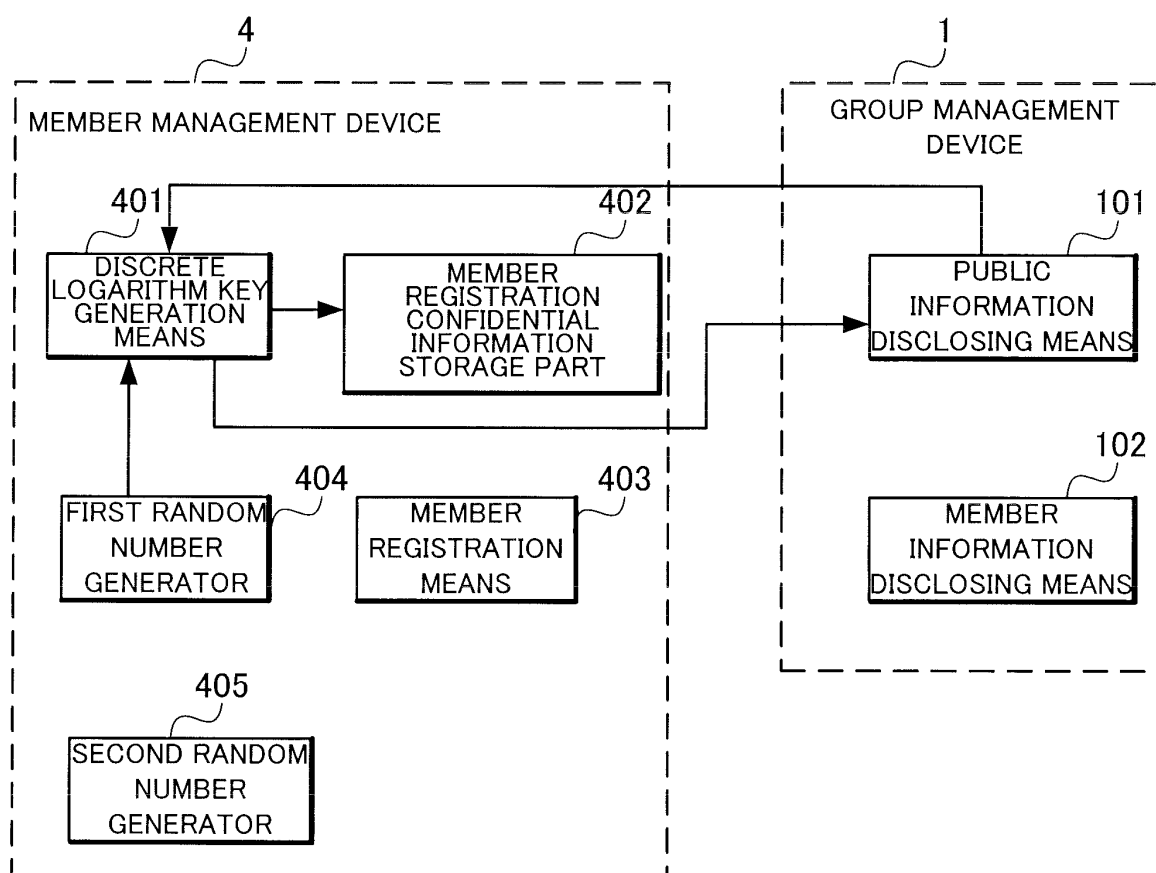 4
1
MEMBER MANAGEMENT DEVICE
GROUP MANAGEMENT
DEVICE
401
DISCRETE
LOGARITHM KEY
GENERATION
MEANS
402
MEMBER
REGISTRATION
CONFIDENTIAL
INFORMATION
STORAGE PART
101
PUBLIC
INFORMATION
DISCLOSING MEANS
404
FIRST RANDOM
NUMBER
GENERATOR
403
MEMBER
REGISTRATION
MEANS
102
MEMBER
INFORMATION
DISCLOSING MEANS
405
SECOND RANDOM
NUMBER
GENERATOR